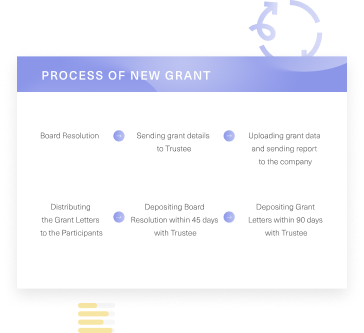 PROCESS OF NEW GRANT
Board Resolution
Sending grant details
to Trustee
Uploading grant data
and sending report
to the company
Distributing
the Grant Letters
to the Participants
Depositing Board
Resolution within 45 days
with Trustee
Depositing Grant
Letters within 90 days
with Trustee